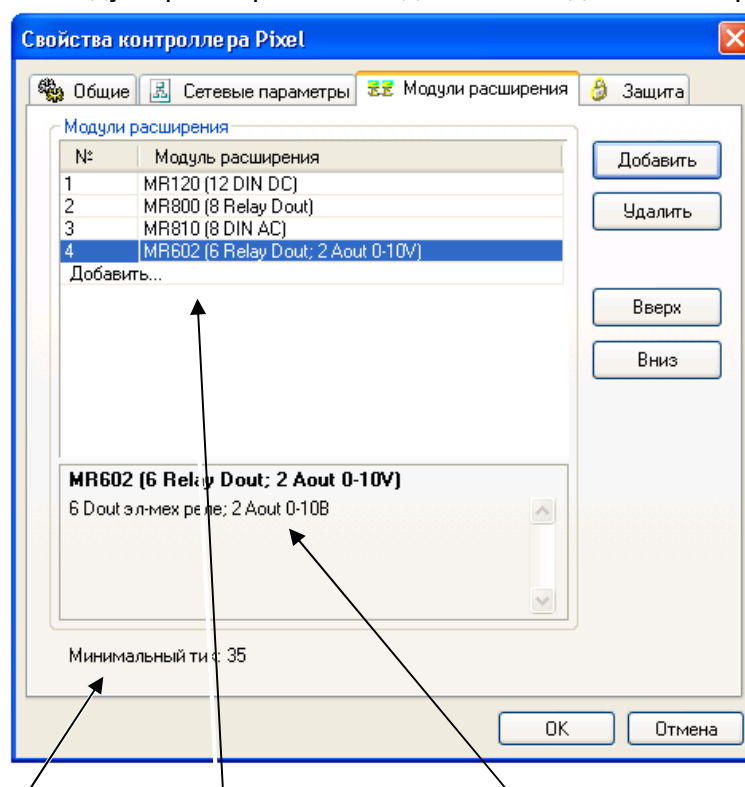 Свойства контроллера Pixel
Общие
Сетевые параметры
Модули расширения
Защита
Модули расширения
№ Модуль расширения
1 MR120 (12 DIN DC)
2 MR800 (8 Relay Dout)
3 MR810 (8 DIN AC)
4 MR602 (6 Relay Dout; 2 Aout 0-10V)
Добавить...
Добавить
Удалить
Вверх
Вниз
MR602 (6 Relay Dout; 2 Aout 0-10V)
6 Dout эл-мех реле; 2 Aout 0-10В
Минимальный тип: 35
OK
Отмена